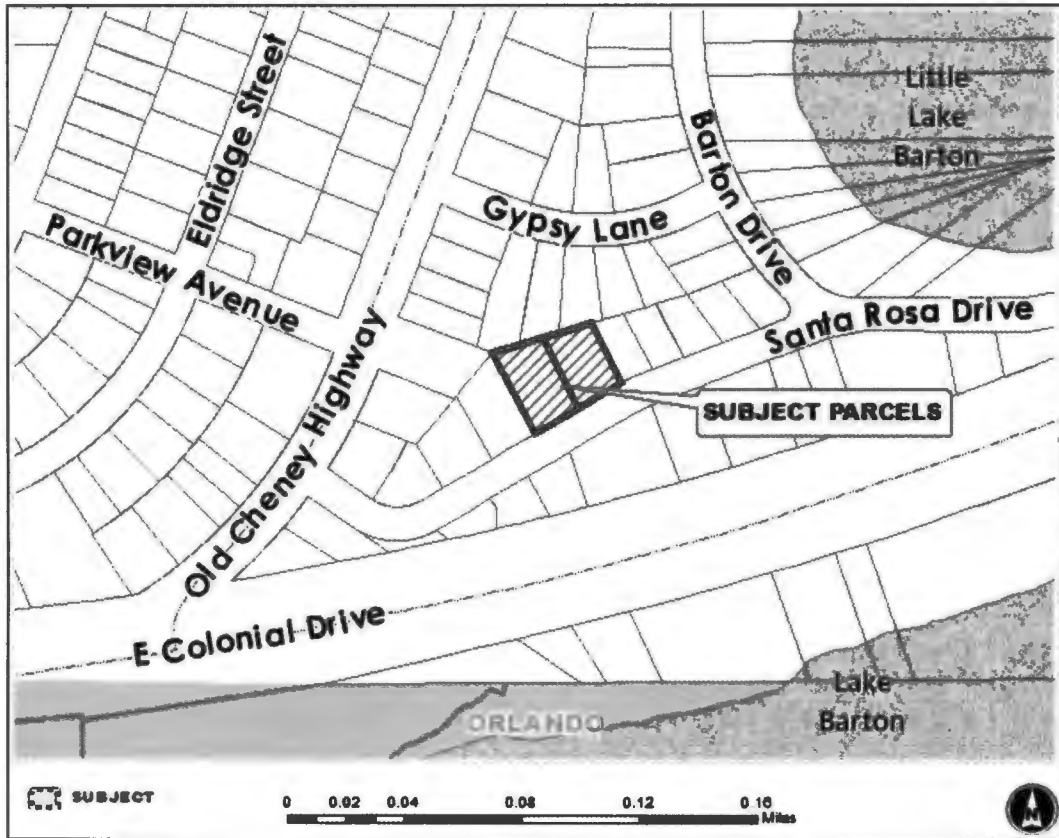 Eldridge Street
Little
Lake
Barton
Barton Drive
Gypsy Lane
Parkview Avenue
Santa Rosa Drive
Old Cheney Highway
SUBJECT PARCELS
E Colonial Drive
Lake
Barton
ORLANDO
SUBJECT
0 0.02 0.04 0.08 0.12 0.16
Miles
N